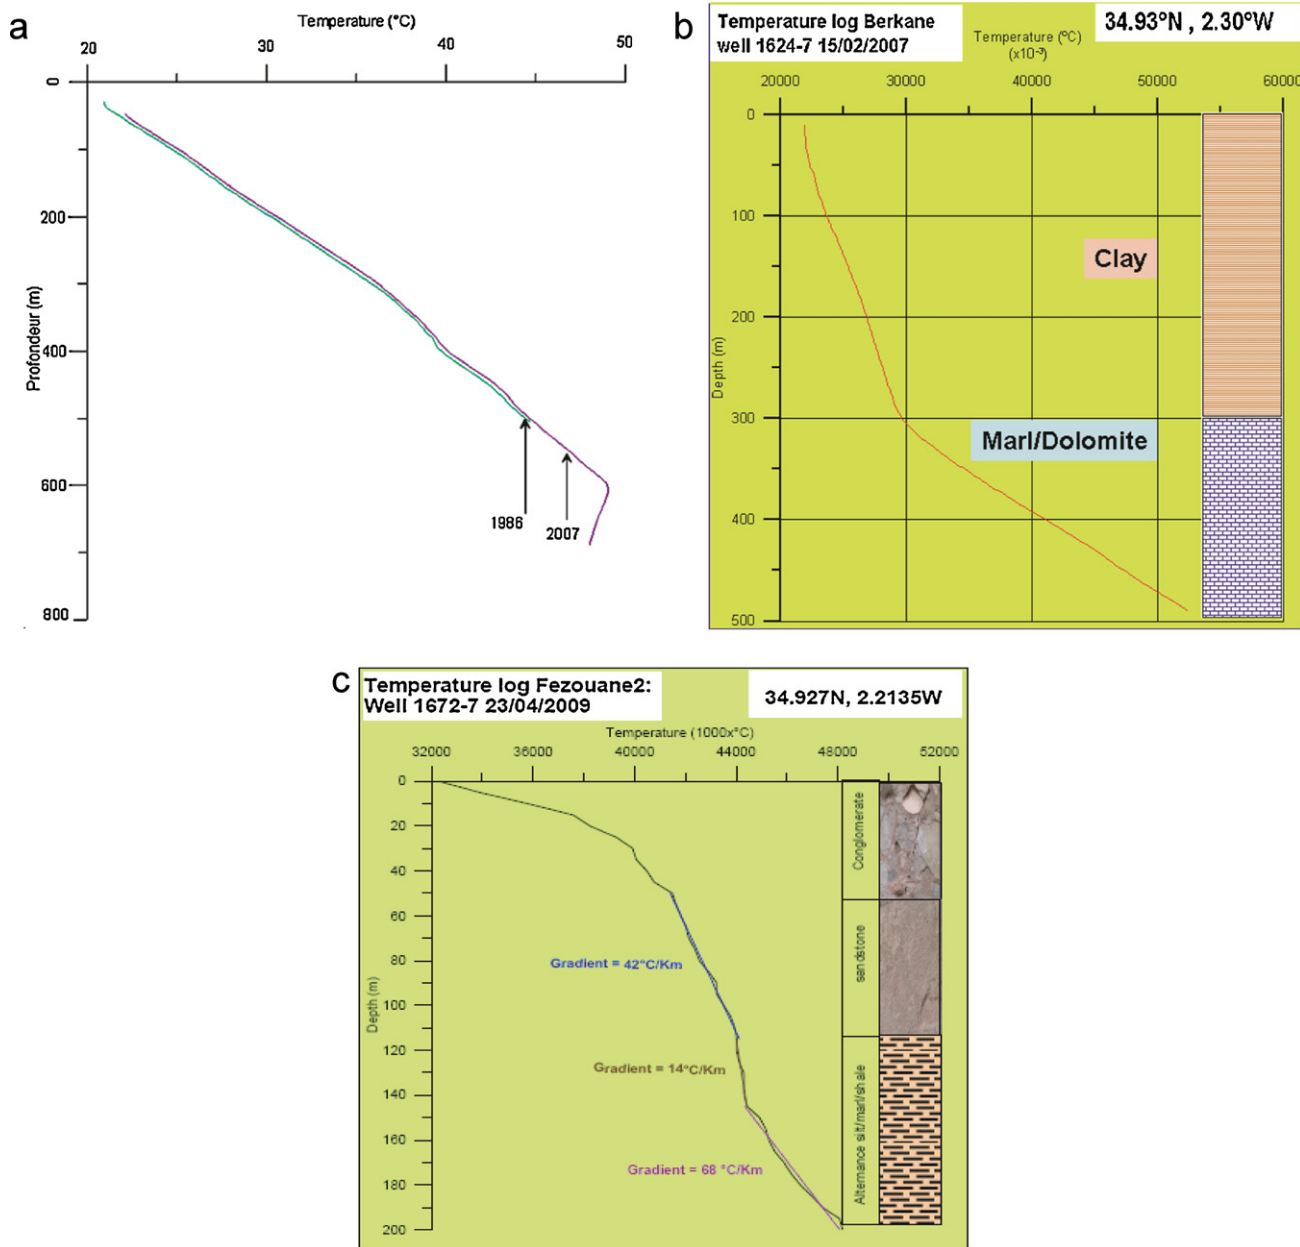 a
Temperature (°C)
20 30 40 50
0
200
400
600
800
Profondeur (m)
1986
2007
b
Temperature log Berkane
well 1624-7 15/02/2007
34.93°N , 2.30°W
Temperature (°C)
(x10⁻³)
20000 30000 40000 50000 60000
0
100
200
300
400
500
Depth (m)
Clay
Marl/Dolomite
c
Temperature log Fezouane2:
Well 1672-7 23/04/2009
34.927N, 2.2135W
Temperature (1000x°C)
32000 36000 40000 44000 48000 52000
0
20
40
60
80
100
120
140
160
180
200
Depth (m)
Gradient = 42°C/Km
Gradient = 14°C/Km
Gradient = 68 °C/Km
Conglomerate
sandstone
Alternance silt/marl/shale